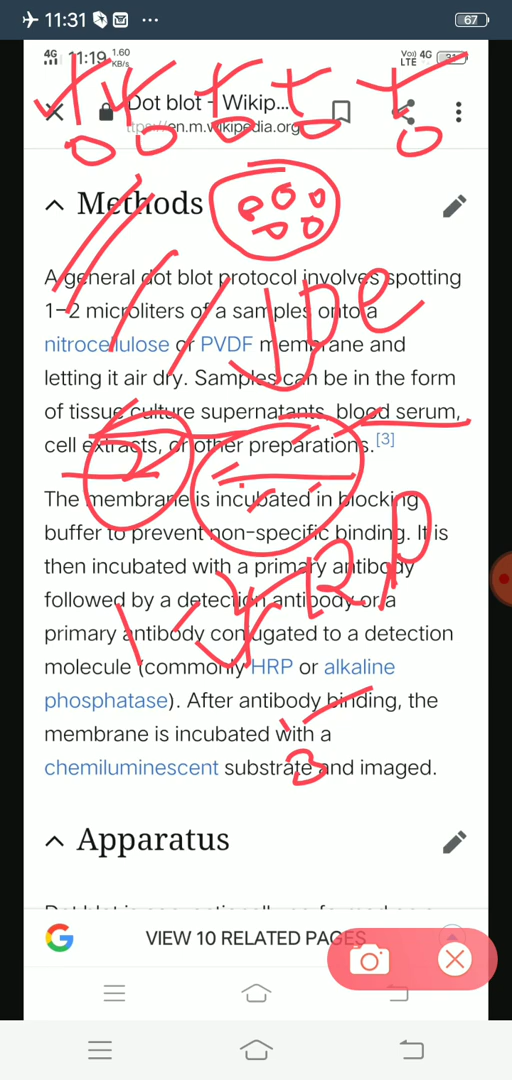 11:31 ... 67
4G 11:19 1.60 KB/s Vo) LTE 4G 31
Dot blot - Wikip...
ttps://en.m.wikipedia.org
Methods
A general dot blot protocol involves spotting
1–2 microliters of a samples onto a
nitrocellulose or PVDF membrane and
letting it air dry. Samples can be in the form
of tissue culture supernatants, blood serum,
cell extracts, or other preparations.[3]
The membrane is incubated in blocking
buffer to prevent non-specific binding. It is
then incubated with a primary antibody
followed by a detection antibody or a
primary antibody conjugated to a detection
molecule (commonly HRP or alkaline
phosphatase). After antibody binding, the
membrane is incubated with a
chemiluminescent substrate and imaged.
Apparatus
VIEW 10 RELATED PAGES